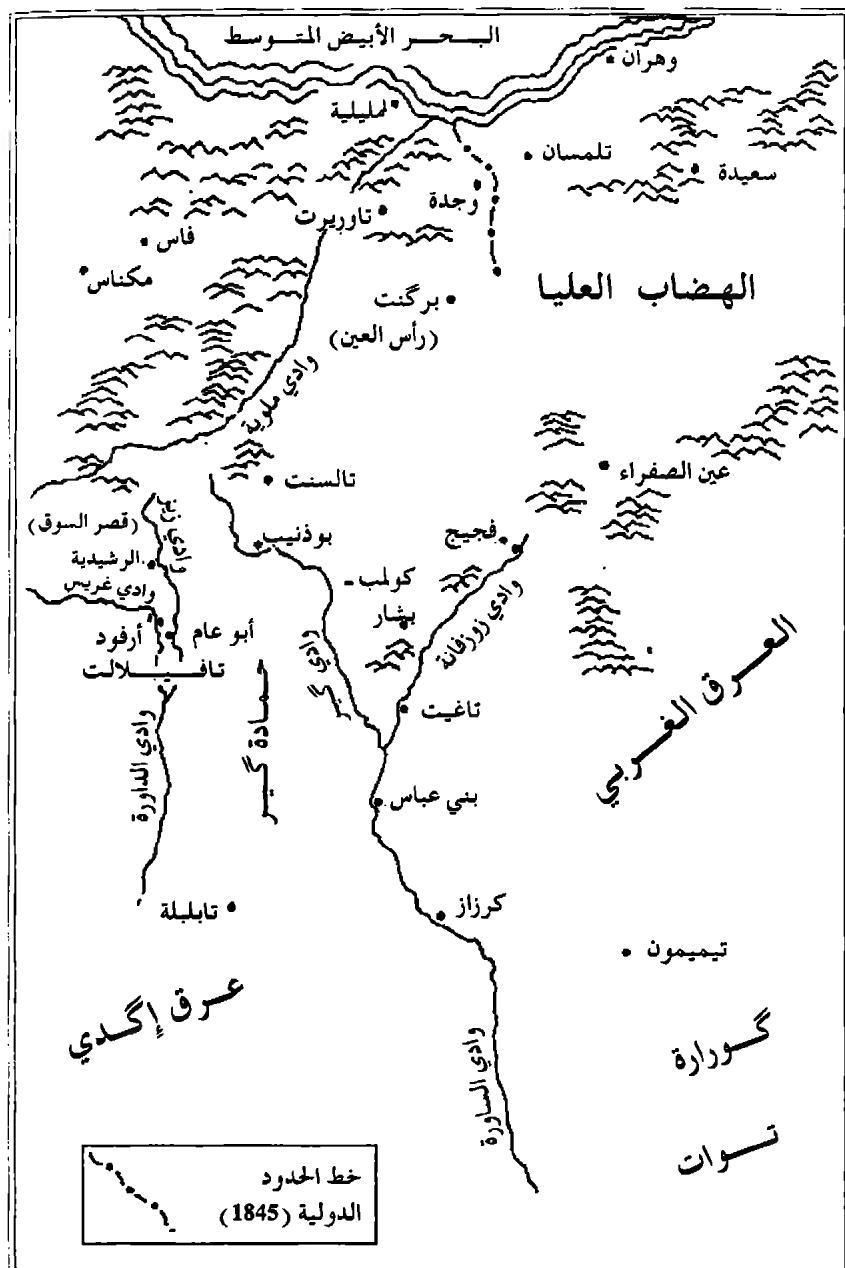 البحر الأبيض المتوسط
وهران
لمليلية
تلمسان
سعيدة
وجدة
تاوريرت
فاس
مكناس
الهضاب العليا
برگنت
(رأس العين)
وادي ملوية
عين الصفراء
تالسنت
وادي زيز
(قصر السوق)
بوذنيب
فجيج
الرشيدية
كولمب
وادي غريس
بشار
وادي زوزفانة
أبو عام
أرفود
وادي گير
تافيلالت
العرق الغربي
حمادة گير
تاغيت
وادي الداورة
بني عباس
كرزاز
تابلبلة
تيميمون
عرق إگدي
گورارة
وادي الساورة
توات
خط الحدود
الدولية (1845)